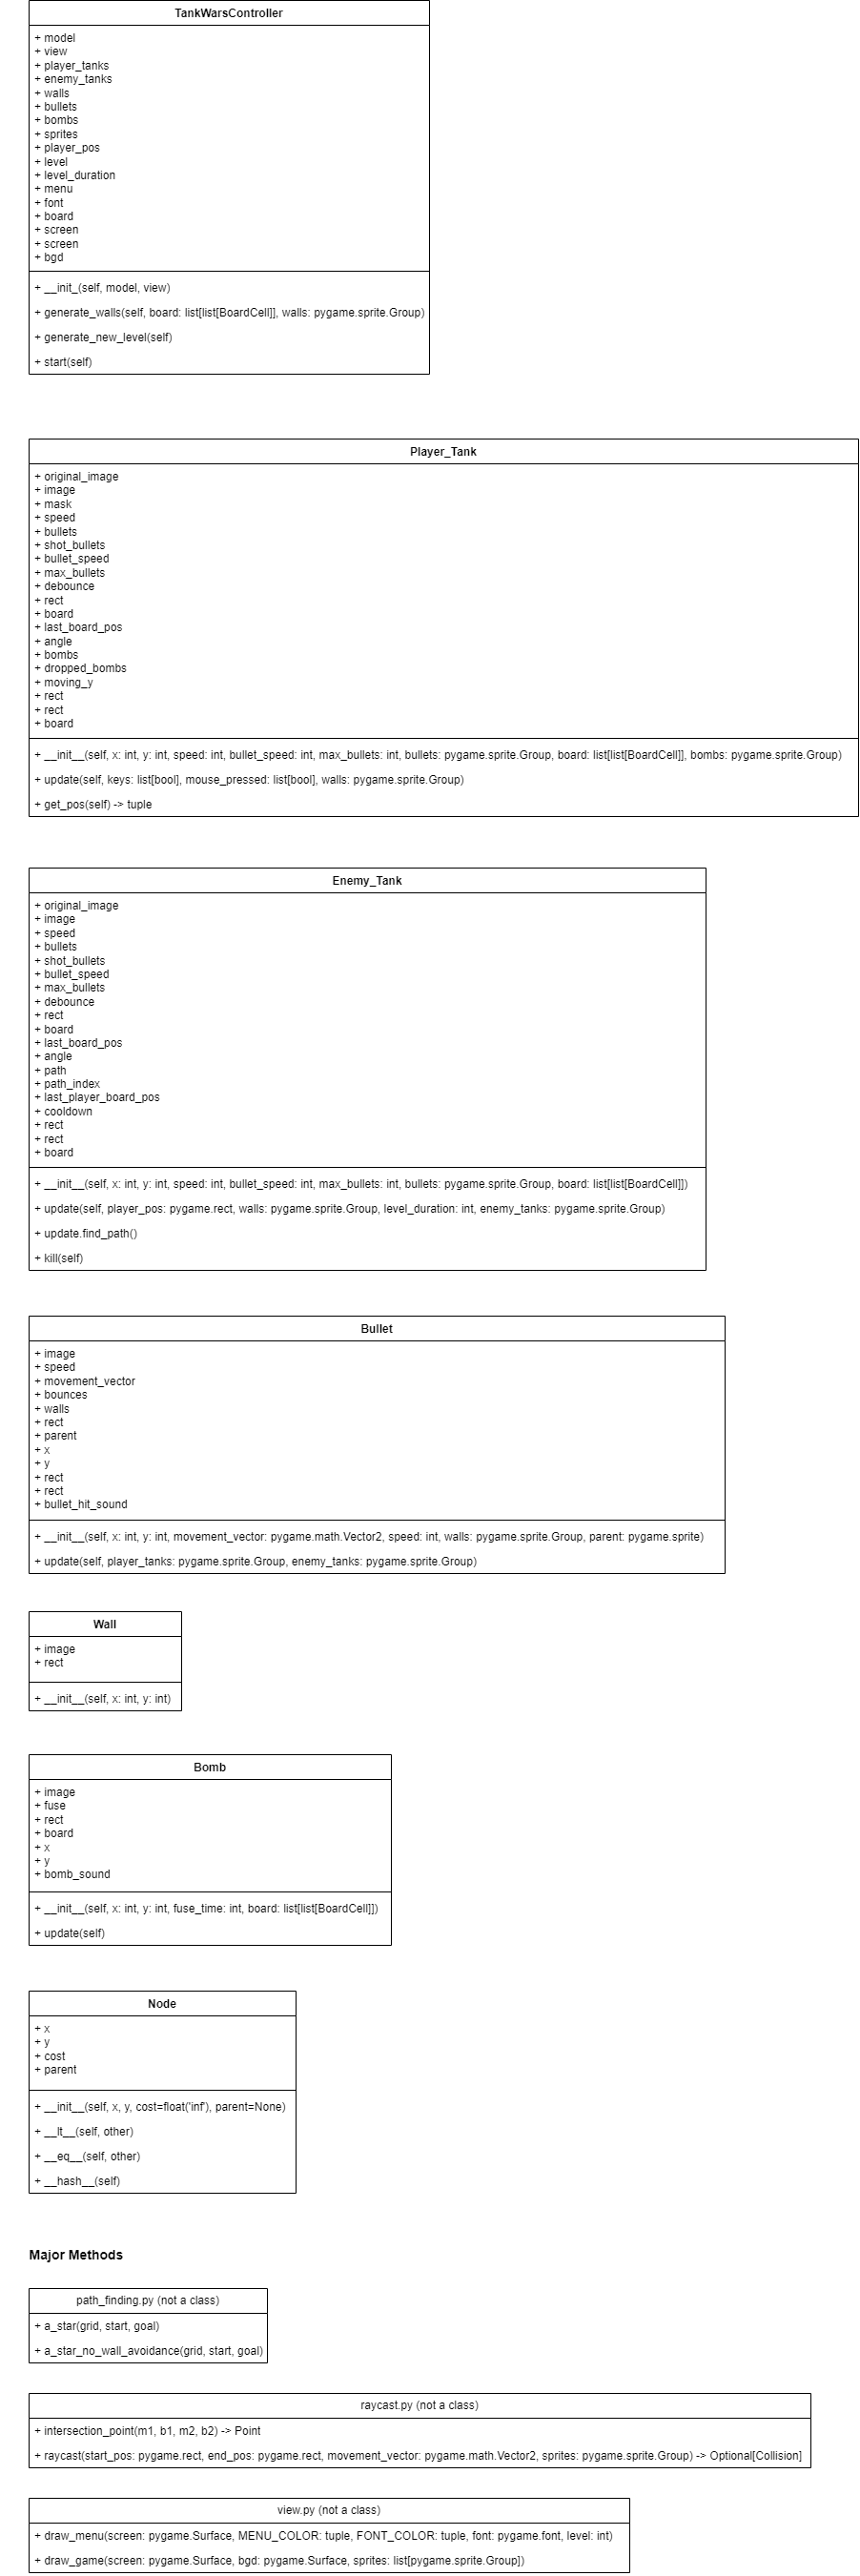 TankWarsController
+ model
+ view
+ player_tanks
+ enemy_tanks
+ walls
+ bullets
+ bombs
+ sprites
+ player_pos
+ level
+ level_duration
+ menu
+ font
+ board
+ screen
+ screen
+ bgd
+ __init_(self, model, view)
+ generate_walls(self, board: list[list[BoardCell]], walls: pygame.sprite.Group)
+ generate_new_level(self)
+ start(self)
Player_Tank
+ original_image
+ image
+ mask
+ speed
+ bullets
+ shot_bullets
+ bullet_speed
+ max_bullets
+ debounce
+ rect
+ board
+ last_board_pos
+ angle
+ bombs
+ dropped_bombs
+ moving_y
+ rect
+ rect
+ board
+ __init__(self, x: int, y: int, speed: int, bullet_speed: int, max_bullets: int, bullets: pygame.sprite.Group, board: list[list[BoardCell]], bombs: pygame.sprite.Group)
+ update(self, keys: list[bool], mouse_pressed: list[bool], walls: pygame.sprite.Group)
+ get_pos(self) -> tuple
Enemy_Tank
+ original_image
+ image
+ speed
+ bullets
+ shot_bullets
+ bullet_speed
+ max_bullets
+ debounce
+ rect
+ board
+ last_board_pos
+ angle
+ path
+ path_index
+ last_player_board_pos
+ cooldown
+ rect
+ rect
+ board
+ __init__(self, x: int, y: int, speed: int, bullet_speed: int, max_bullets: int, bullets: pygame.sprite.Group, board: list[list[BoardCell]])
+ update(self, player_pos: pygame.rect, walls: pygame.sprite.Group, level_duration: int, enemy_tanks: pygame.sprite.Group)
+ update.find_path()
+ kill(self)
Bullet
+ image
+ speed
+ movement_vector
+ bounces
+ walls
+ rect
+ parent
+ x
+ y
+ rect
+ rect
+ bullet_hit_sound
+ __init__(self, x: int, y: int, movement_vector: pygame.math.Vector2, speed: int, walls: pygame.sprite.Group, parent: pygame.sprite)
+ update(self, player_tanks: pygame.sprite.Group, enemy_tanks: pygame.sprite.Group)
Wall
+ image
+ rect
+ __init__(self, x: int, y: int)
Bomb
+ image
+ fuse
+ rect
+ board
+ x
+ y
+ bomb_sound
+ __init__(self, x: int, y: int, fuse_time: int, board: list[list[BoardCell]])
+ update(self)
Node
+ x
+ y
+ cost
+ parent
+ __init__(self, x, y, cost=float('inf'), parent=None)
+ __lt__(self, other)
+ __eq__(self, other)
+ __hash__(self)
Major Methods
path_finding.py (not a class)
+ a_star(grid, start, goal)
+ a_star_no_wall_avoidance(grid, start, goal)
raycast.py (not a class)
+ intersection_point(m1, b1, m2, b2) -> Point
+ raycast(start_pos: pygame.rect, end_pos: pygame.rect, movement_vector: pygame.math.Vector2, sprites: pygame.sprite.Group) -> Optional[Collision]
view.py (not a class)
+ draw_menu(screen: pygame.Surface, MENU_COLOR: tuple, FONT_COLOR: tuple, font: pygame.font, level: int)
+ draw_game(screen: pygame.Surface, bgd: pygame.Surface, sprites: list[pygame.sprite.Group])